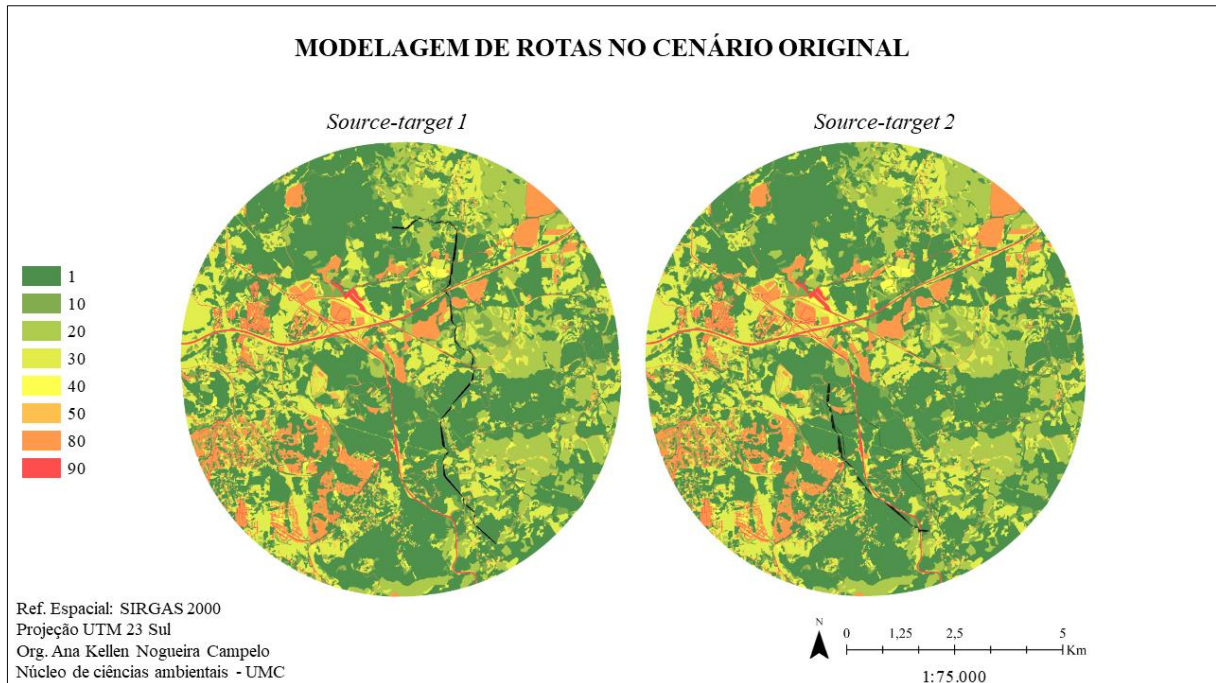 MODELAGEM DE ROTAS NO CENÁRIO ORIGINAL
Source-target 1
Source-target 2
1
10
20
30
40
50
80
90
Ref. Espacial: SIRGAS 2000
Projeção UTM 23 Sul
Org. Ana Kellen Nogueira Campelo
Núcleo de ciências ambientais - UMC
N
0 1,25 2,5 5
Km
1:75.000